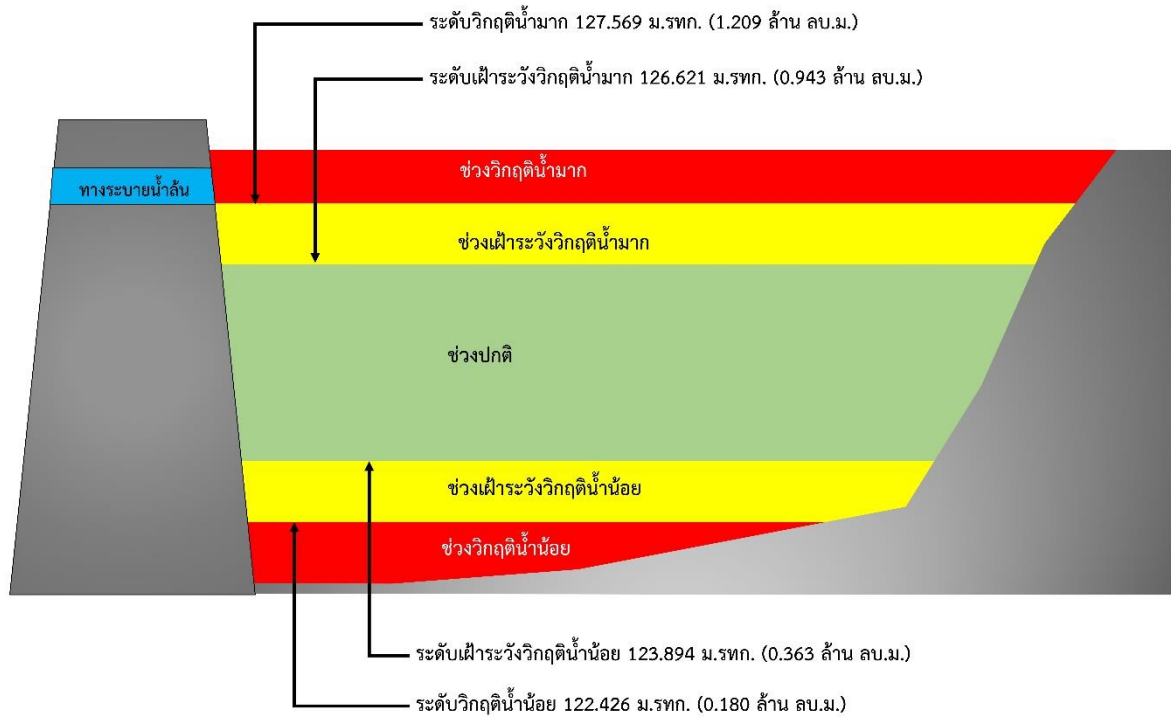 ระดับวิกฤติน้ำมาก 127.569 ม.รทก. (1.209 ล้าน ลบ.ม.)
ระดับเฝ้าระวังวิกฤติน้ำมาก 126.621 ม.รทก. (0.943 ล้าน ลบ.ม.)
ช่วงวิกฤติน้ำมาก
ทางระบายน้ำล้น
ช่วงเฝ้าระวังวิกฤติน้ำมาก
ช่วงปกติ
ช่วงเฝ้าระวังวิกฤติน้ำน้อย
ช่วงวิกฤติน้ำน้อย
ระดับเฝ้าระวังวิกฤติน้ำน้อย 123.894 ม.รทก. (0.363 ล้าน ลบ.ม.)
ระดับวิกฤติน้ำน้อย 122.426 ม.รทก. (0.180 ล้าน ลบ.ม.)